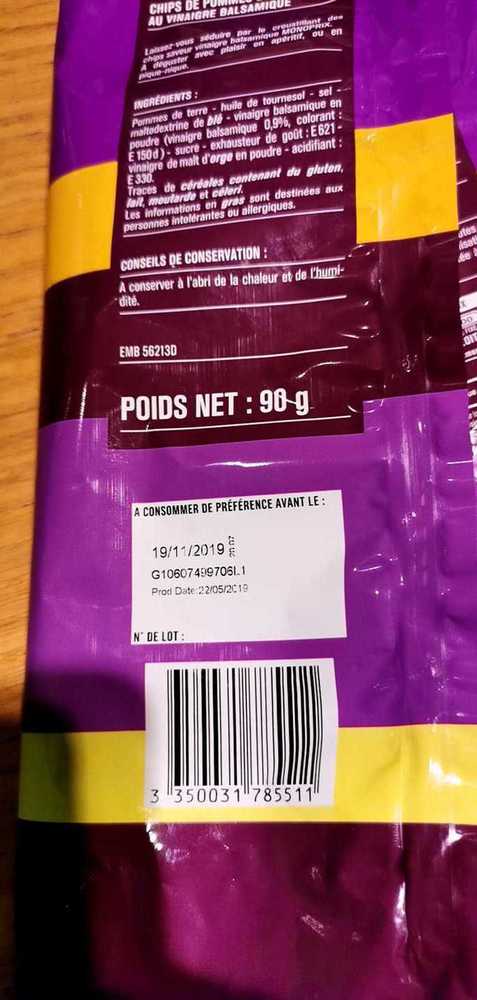 CHIPS DE POMMES
AU VINAIGRE BALSAMIQUE
Laissez-vous séduire par le croustillant des
chips saveur vinaigre balsamique MONOPRIX.
A déguster avec plaisir en apéritif, ou en
pique-nique.
INGRÉDIENTS :
Pommes de terre - huile de tournesol - sel -
maltodextrine de blé - vinaigre balsamique en
poudre (vinaigre balsamique 0,9%, colorant :
E 150d) - sucre - exhausteur de goût : E 621 -
vinaigre de malt d'orge en poudre - acidifiant :
E 330.
Traces de céréales contenant du gluten,
lait, moutarde et céleri.
Les informations en gras sont destinées aux
personnes intolérantes ou allergiques.
CONSEILS DE CONSERVATION :
A conserver à l'abri de la chaleur et de l'humi-
dité.
EMB 56213D
POIDS NET : 90 g
A CONSOMMER DE PRÉFÉRENCE AVANT LE :
19/11/2019
G10607499706L1
Prod Date:22/05/2019
N° DE LOT :
3 350031 785511